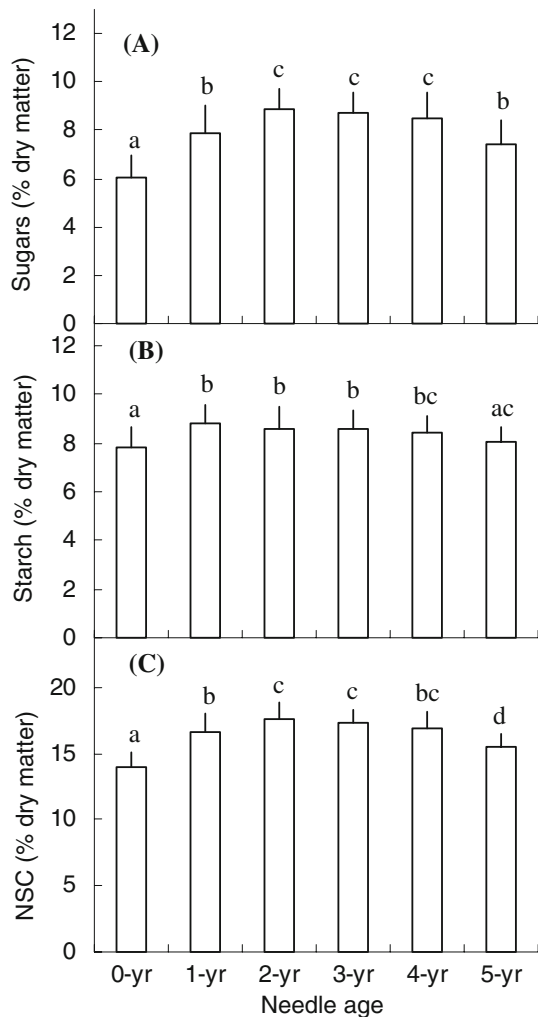 (A)
Sugars (% dry matter)
12
10
8
6
4
2
0
a
b
c
c
c
b
(B)
Starch (% dry matter)
12
10
8
6
4
2
0
a
b
b
b
bc
ac
(C)
NSC (% dry matter)
20
15
10
5
0
a
b
c
c
bc
d
0-yr 1-yr 2-yr 3-yr 4-yr 5-yr
Needle age